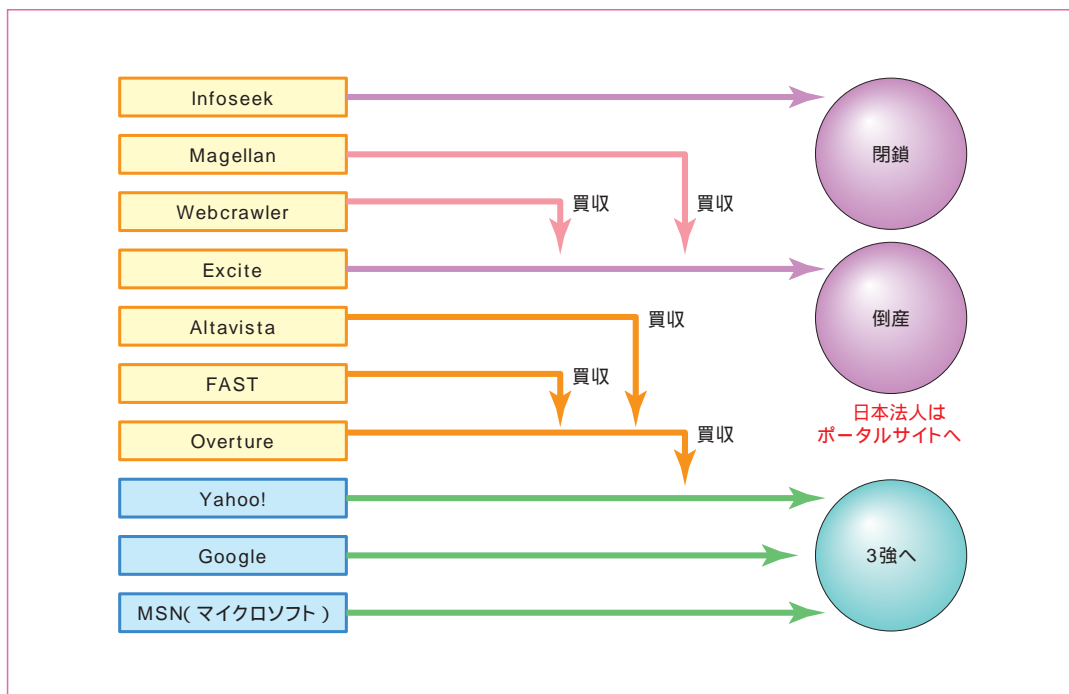 Infoseek
Magellan
Webcrawler
Excite
Altavista
FAST
Overture
Yahoo!
Google
MSN(マイクロソフト)
買収
買収
買収
買収
買収
閉鎖
倒産
日本法人は
ポータルサイトへ
3強へ